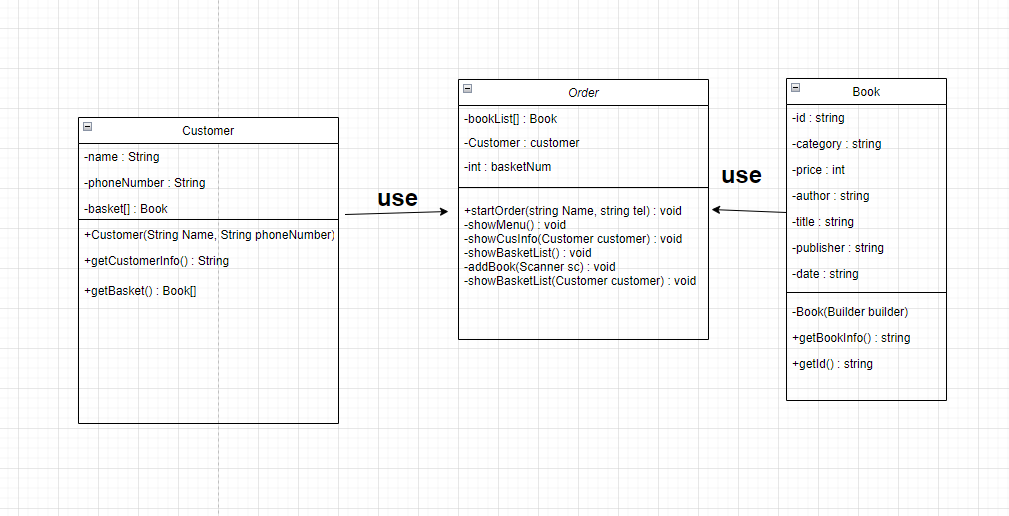 Customer
-name : String
-phoneNumber : String
-basket[] : Book
+Customer(String Name, String phoneNumber)
+getCustomerInfo() : String
+getBasket() : Book[]
use
Order
-bookList[] : Book
-Customer : customer
-int : basketNum
+startOrder(string Name, string tel) : void
-showMenu() : void
-showCusInfo(Customer customer) : void
-showBasketList() : void
-addBook(Scanner sc) : void
-showBasketList(Customer customer) : void
use
Book
-id : string
-category : string
-price : int
-author : string
-title : string
-publisher : string
-date : string
-Book(Builder builder)
+getBookInfo() : string
+getId() : string